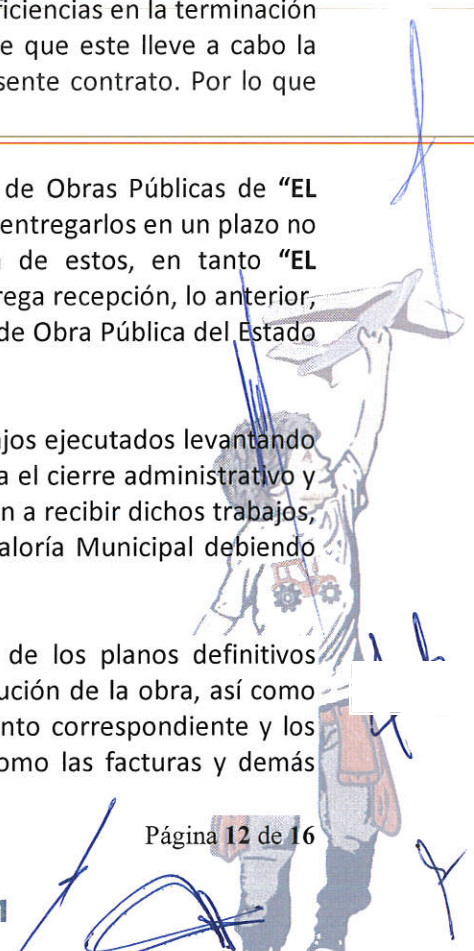 ficiencias en la terminación
e que este lleve a cabo la
sente contrato. Por lo que
de Obras Públicas de “EL
entregarlos en un plazo no
de estos, en tanto “EL
rega recepción, lo anterior,
de Obra Pública del Estado
jos ejecutados levantando
a el cierre administrativo y
n a recibir dichos trabajos,
aloría Municipal debiendo
de los planos definitivos
ución de la obra, así como
nto correspondiente y los
omo las facturas y demás
Página 12 de 16